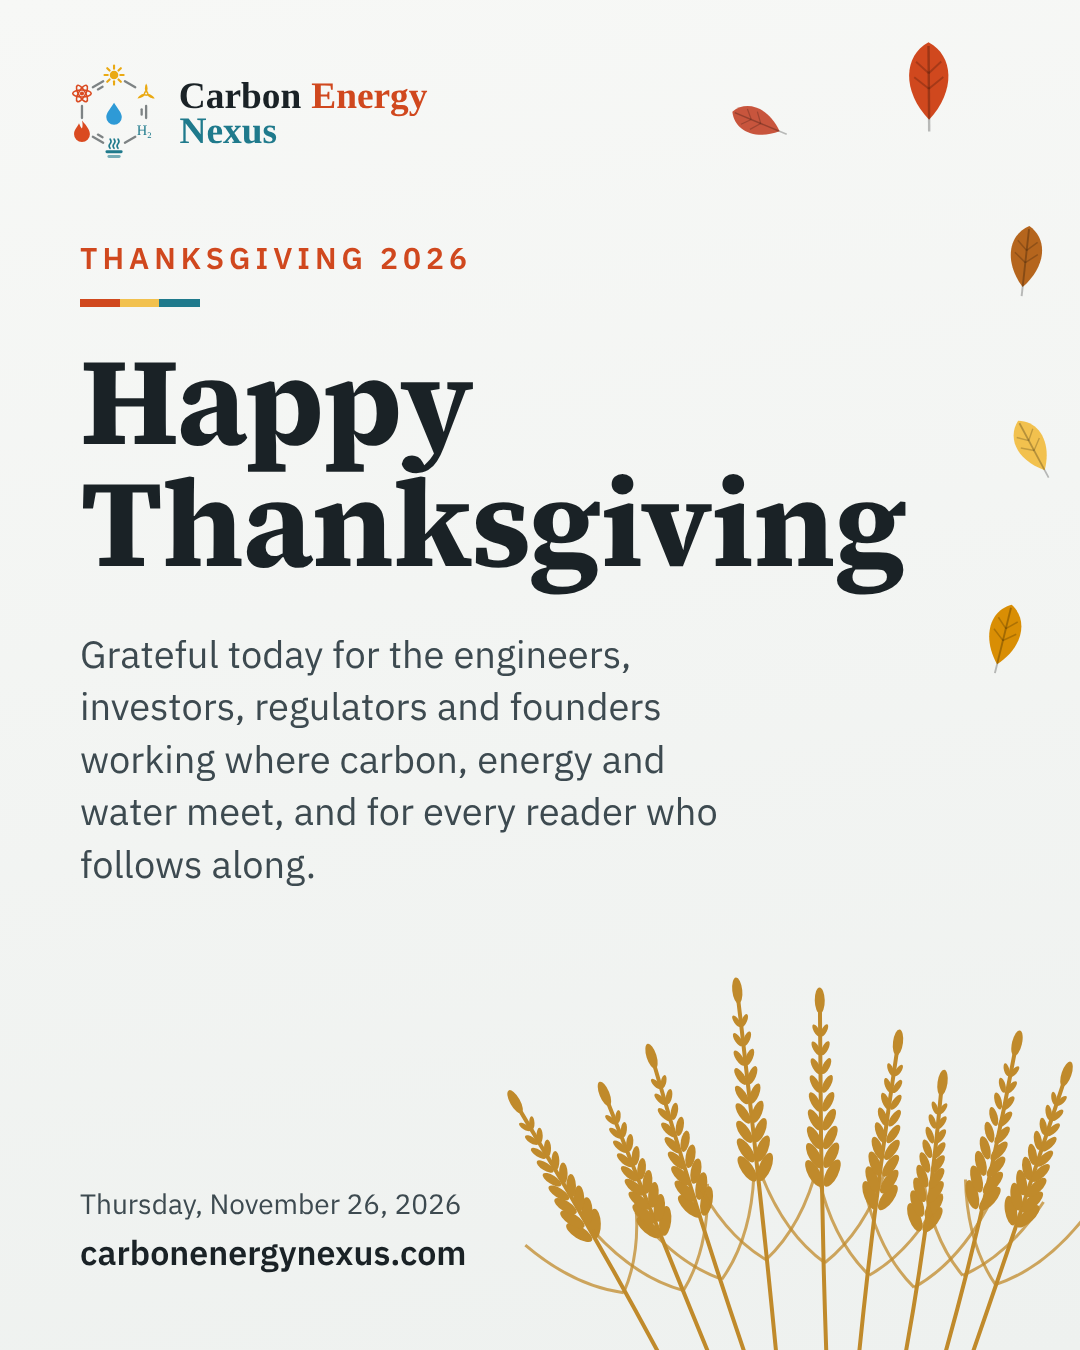 Carbon Energy
Nexus
H₂
THANKSGIVING 2026
Happy
Thanksgiving
Grateful today for the engineers,
investors, regulators and founders
working where carbon, energy and
water meet, and for every reader who
follows along.
Thursday, November 26, 2026
carbonenergynexus.com